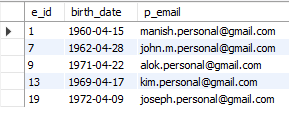 e_id birth_date p_email
1 1960-04-15 manish.personal@gmail.com
7 1962-04-28 john.m.personal@gmail.com
9 1971-04-22 alok.personal@gmail.com
13 1969-04-17 kim.personal@gmail.com
19 1972-04-09 joseph.personal@gmail.com